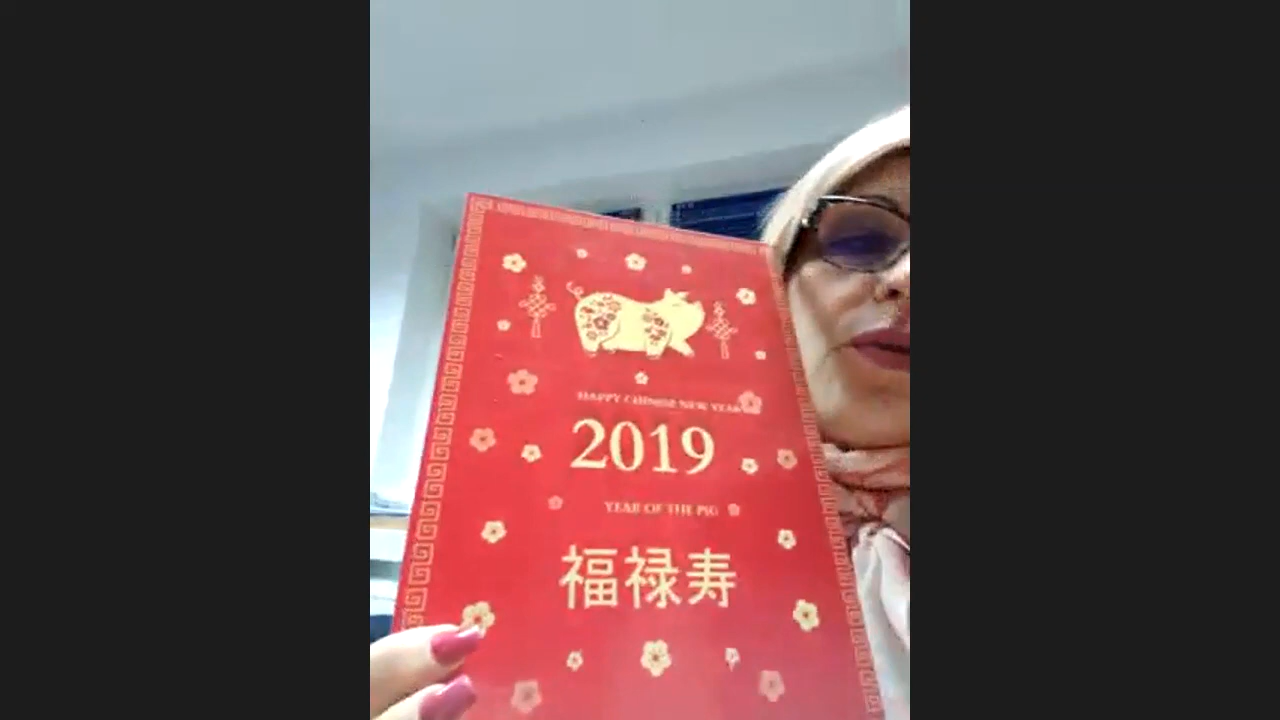 HAPPY CHINESE NEW YEAR
2019
YEAR OF THE PIG
福禄寿